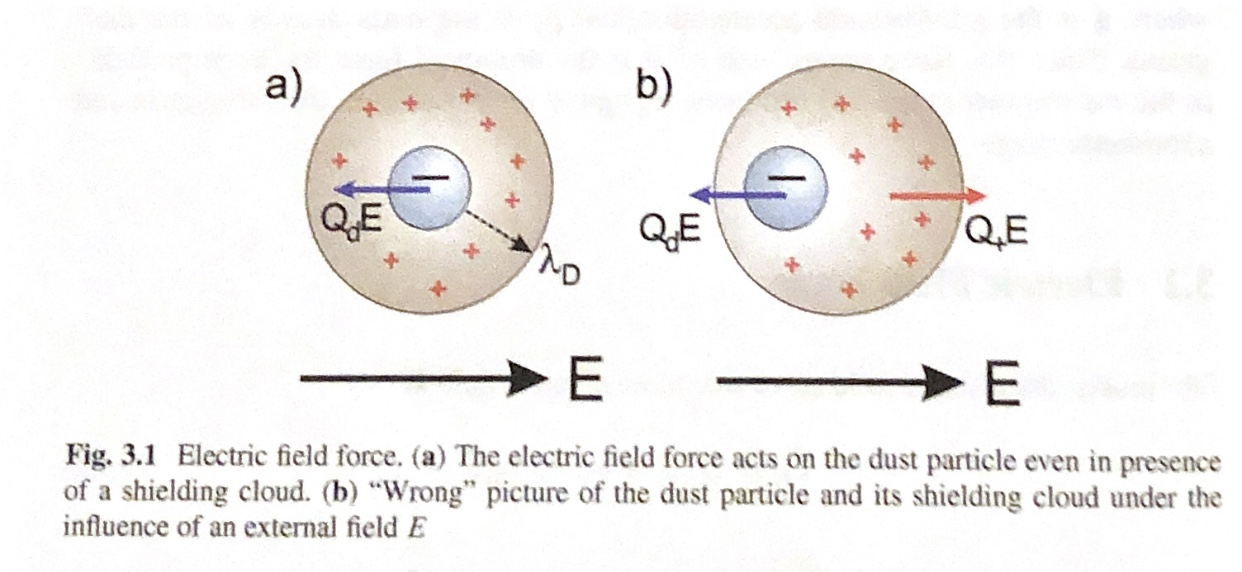 a)
b)
Q_dE
λ_D
Q_dE
Q_+E
E
E
Fig. 3.1 Electric field force. (a) The electric field force acts on the dust particle even in presence
of a shielding cloud. (b) “Wrong” picture of the dust particle and its shielding cloud under the
influence of an external field E